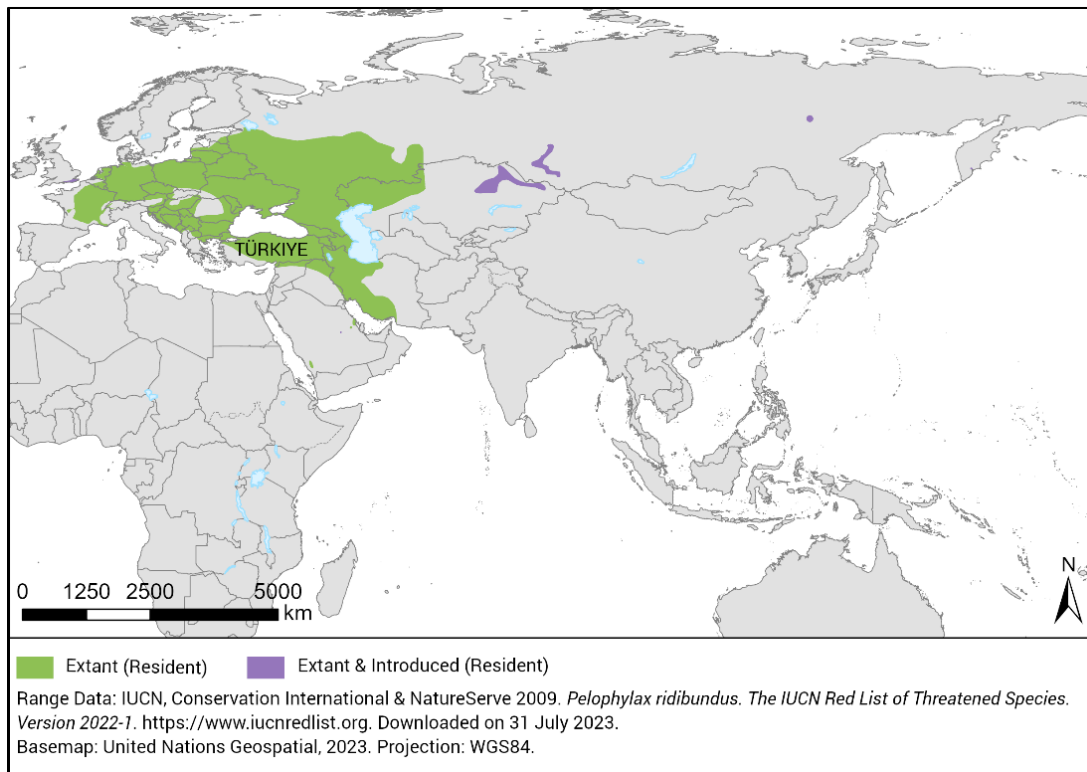 TÜRKIYE
N
0 1250 2500 5000
km
Extant (Resident) Extant & Introduced (Resident)
Range Data: IUCN, Conservation International & NatureServe 2009. Pelophylax ridibundus. The IUCN Red List of Threatened Species.
Version 2022-1. https://www.iucnredlist.org. Downloaded on 31 July 2023.
Basemap: United Nations Geospatial, 2023. Projection: WGS84.